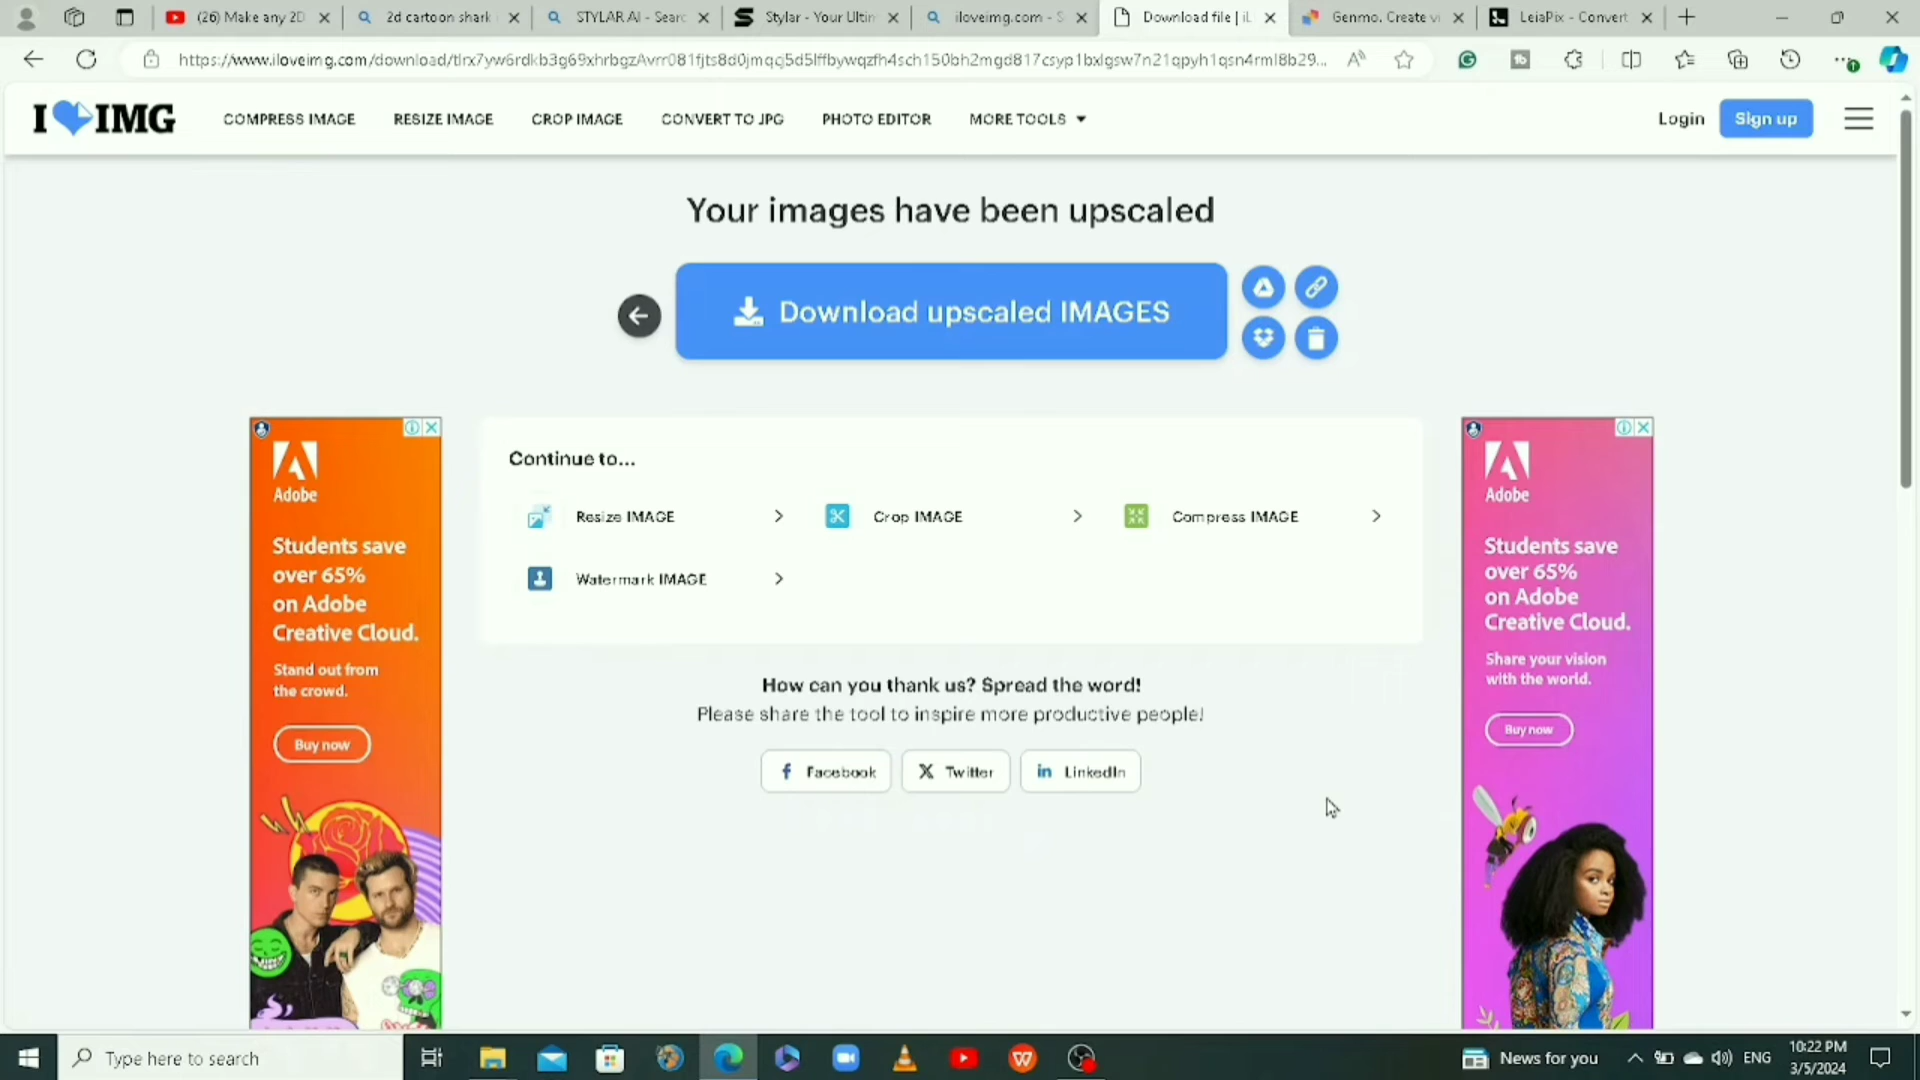 (26) Make any 2D
2d cartoon shark
STYLAR AI - Searc
Stylar - Your Ultim
iloveimg.com - S
Download file | iL
Genmo. Create vi
LeiaPix - Convert
I IMG
COMPRESS IMAGE
RESIZE IMAGE
CROP IMAGE
CONVERT TO JPG
PHOTO EDITOR
MORE TOOLS
Login
Sign up
Your images have been upscaled
Download upscaled IMAGES
Adobe
Students save
over 65%
on Adobe
Creative Cloud.
Stand out from
the crowd.
Buy now
Continue to...
Resize IMAGE
Crop IMAGE
Compress IMAGE
Watermark IMAGE
How can you thank us? Spread the word!
Please share the tool to inspire more productive people!
Facebook
Twitter
LinkedIn
Adobe
Students save
over 65%
on Adobe
Creative Cloud.
Share your vision
with the world.
Buy now
Type here to search
News for you
ENG
10:22 PM
3/5/2024